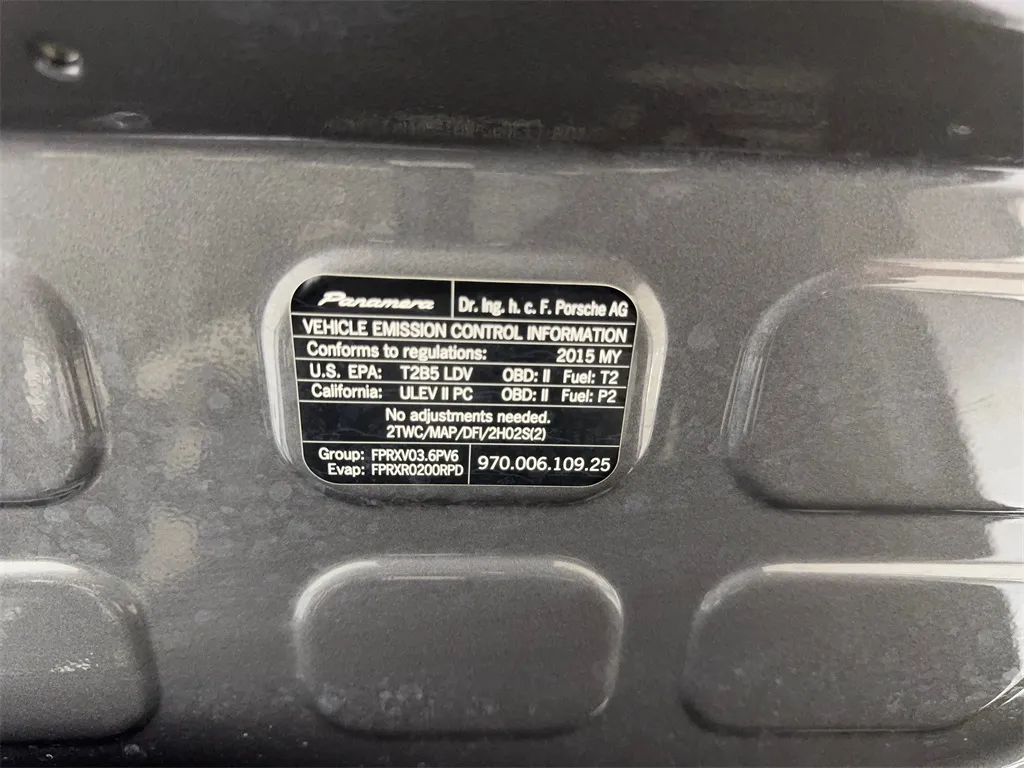 Panamera Dr. Ing. h. c. F. Porsche AG
VEHICLE EMISSION CONTROL INFORMATION
Conforms to regulations: 2015 MY
U.S. EPA: T2B5 LDV OBD: II Fuel: T2
California: ULEV II PC OBD: II Fuel: P2
No adjustments needed.
2TWC/MAP/DFI/2HO2S(2)
Group: FPRXV03.6PV6
Evap: FPRXR0200RPD
970.006.109.25